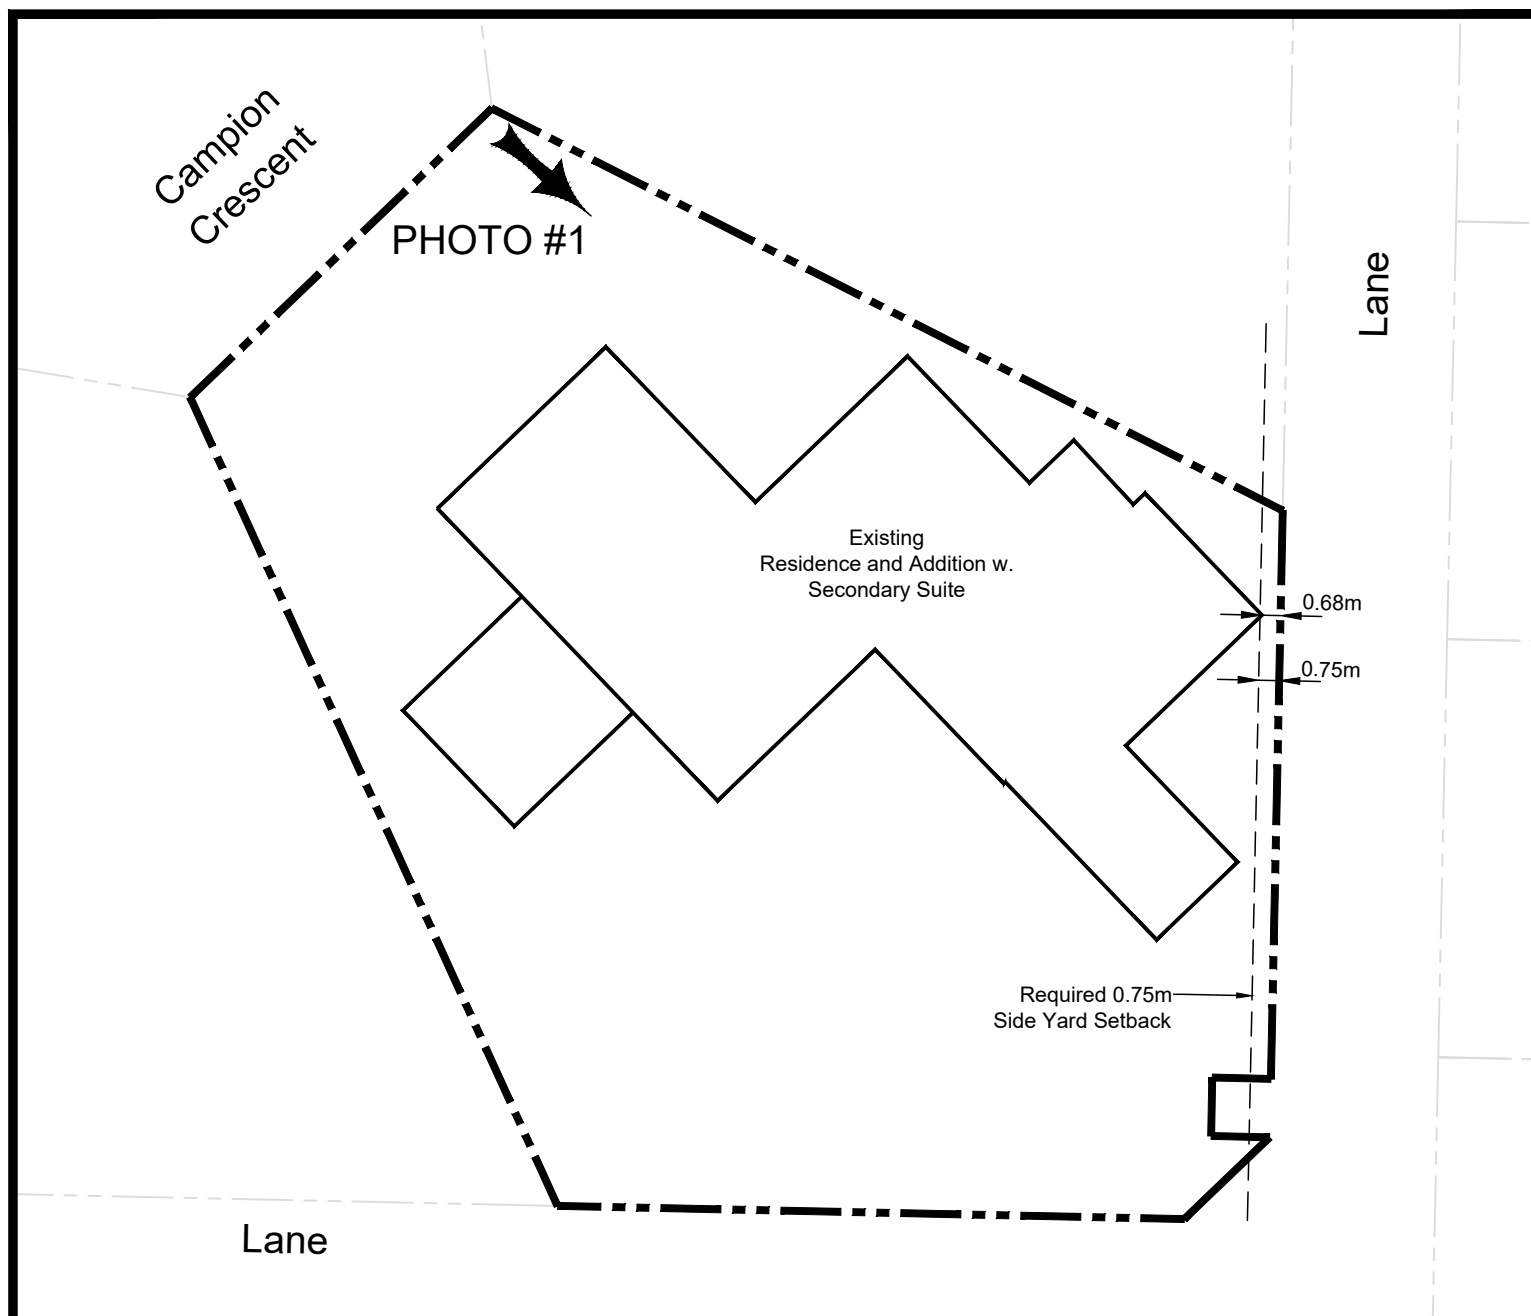 Campion
Crescent
PHOTO #1
Lane
Existing
Residence and Addition w.
Secondary Suite
0.68m
0.75m
Required 0.75m
Side Yard Setback
Lane